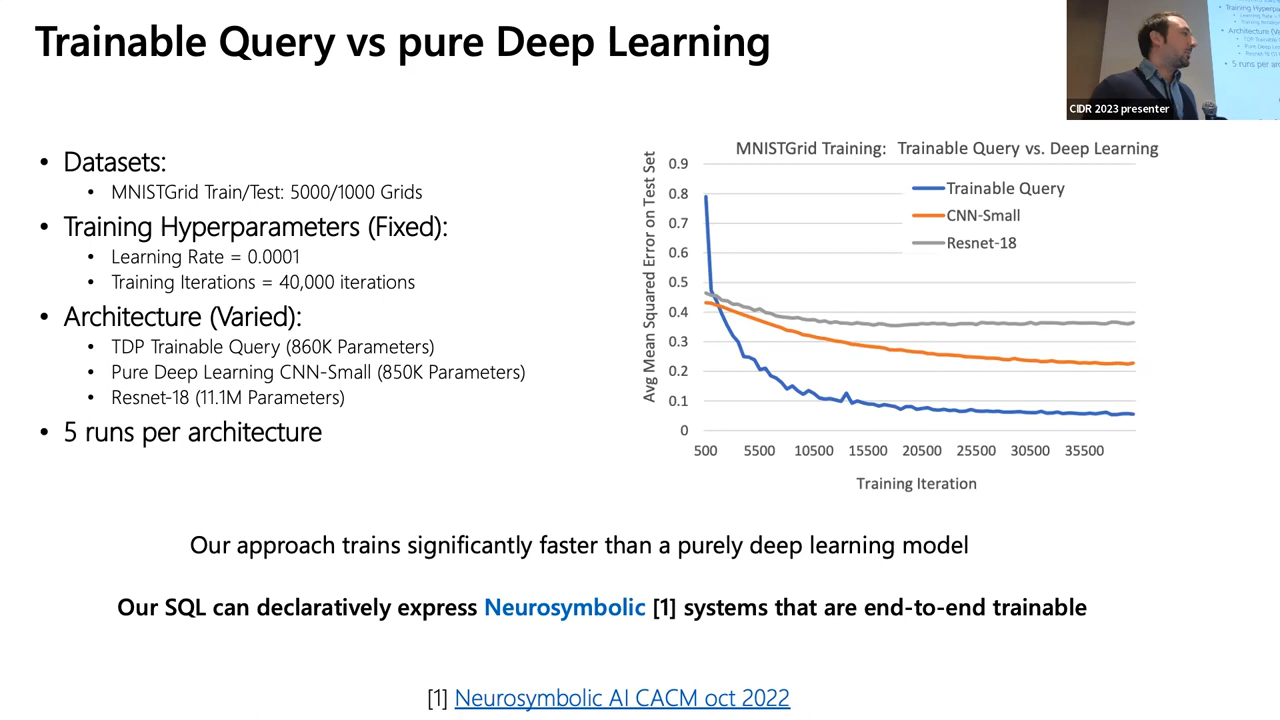 Trainable Query vs pure Deep Learning
CIDR 2023 presenter
• Datasets:
• MNISTGrid Train/Test: 5000/1000 Grids
• Training Hyperparameters (Fixed):
• Learning Rate = 0.0001
• Training Iterations = 40,000 iterations
• Architecture (Varied):
• TDP Trainable Query (860K Parameters)
• Pure Deep Learning CNN-Small (850K Parameters)
• Resnet-18 (11.1M Parameters)
• 5 runs per architecture
MNISTGrid Training: Trainable Query vs. Deep Learning
Avg Mean Squared Error on Test Set
0.9
0.8
0.7
0.6
0.5
0.4
0.3
0.2
0.1
0
Trainable Query
CNN-Small
Resnet-18
500 5500 10500 15500 20500 25500 30500 35500
Training Iteration
Our approach trains significantly faster than a purely deep learning model
Our SQL can declaratively express Neurosymbolic [1] systems that are end-to-end trainable
[1] Neurosymbolic AI CACM oct 2022